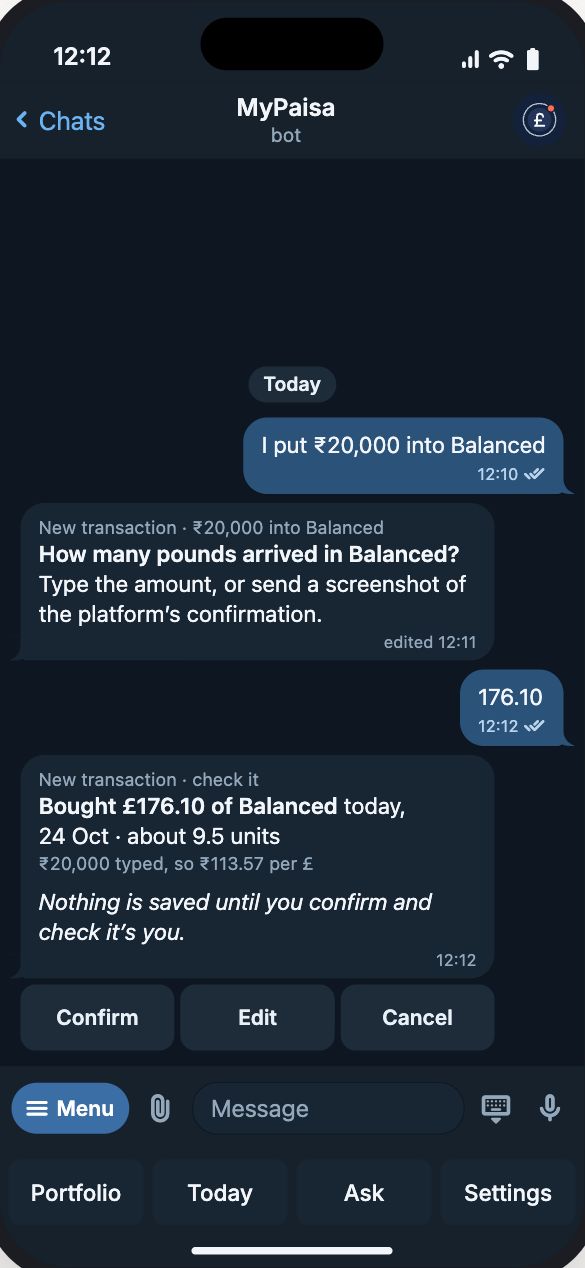 12:12
Chats
MyPaisa
bot
£
Today
I put ₹20,000 into Balanced
12:10
New transaction · ₹20,000 into Balanced
How many pounds arrived in Balanced?
Type the amount, or send a screenshot of
the platform’s confirmation.
edited 12:11
176.10
12:12
New transaction · check it
Bought £176.10 of Balanced today,
24 Oct · about 9.5 units
₹20,000 typed, so ₹113.57 per £
Nothing is saved until you confirm and
check it’s you.
12:12
Confirm Edit Cancel
Menu Message
Portfolio Today Ask Settings